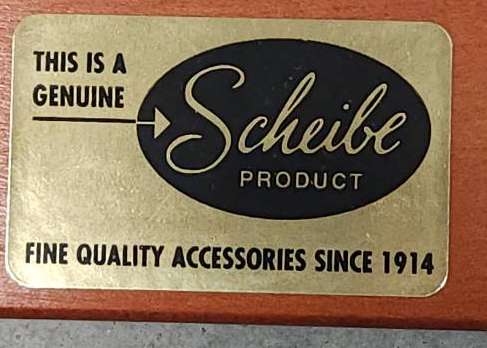 THIS IS A
GENUINE
Scheibe
PRODUCT
FINE QUALITY ACCESSORIES SINCE 1914